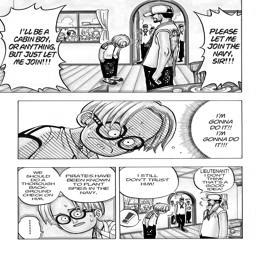 PLEASE
LET ME
JOIN THE
NAVY,
SIR!!!
I'LL BE A
CABIN BOY,
OR ANYTHING,
BUT JUST LET
ME JOIN!!!
I'M
GONNA
DO IT!!
I'M
GONNA
DO IT!!!
LIEUTENANT!
I DON'T
THINK
THAT'S A
GOOD
IDEA!
I STILL
DON'T TRUST
HIM!
PIRATES HAVE
BEEN KNOWN
TO PLANT
SPIES IN THE
NAVY.
WE
SHOULD
DO A
THOROUGH
BACK-
GROUND
CHECK ON
HIM.